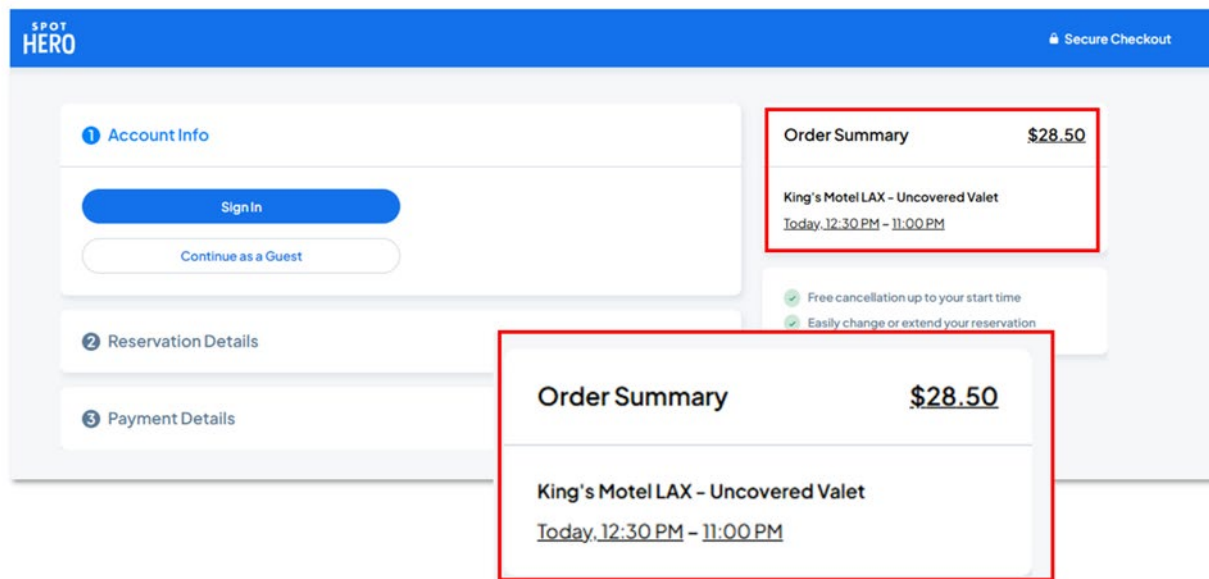 SPOT
HERO
Secure Checkout
1 Account Info
Sign In
Continue as a Guest
2 Reservation Details
3 Payment Details
Order Summary $28.50
King's Motel LAX - Uncovered Valet
Today, 12:30 PM – 11:00 PM
Free cancellation up to your start time
Easily change or extend your reservation
Order Summary $28.50
King's Motel LAX - Uncovered Valet
Today, 12:30 PM – 11:00 PM